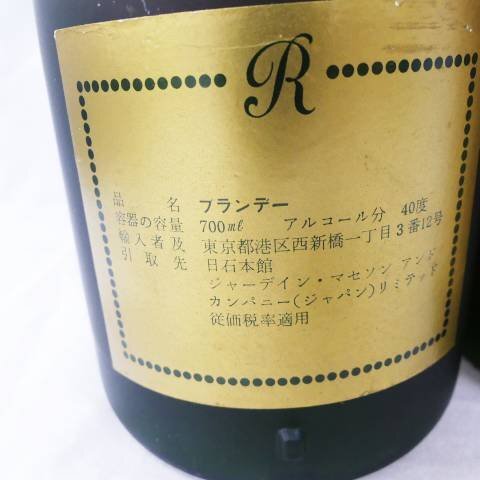 R
品名 ブランデー
容器の容量 700ml アルコール分 40度
輸入者及 東京都港区西新橋一丁目3番12号
引取先 日石本館
ジャーデイン・マセソン アンド
カンパニー(ジャパン)リミテッド
従価税率適用